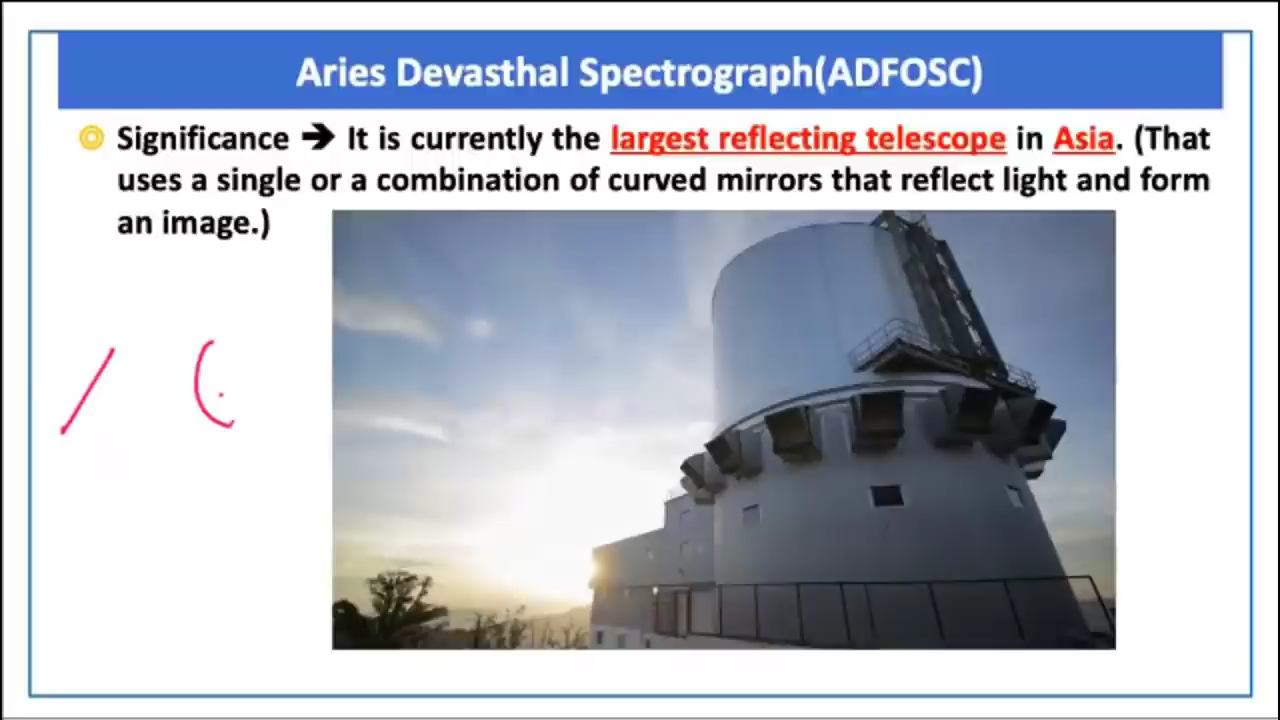 Aries Devasthal Spectrograph(ADFOSC)
Significance ➔ It is currently the largest reflecting telescope in Asia. (That
uses a single or a combination of curved mirrors that reflect light and form
an image.)